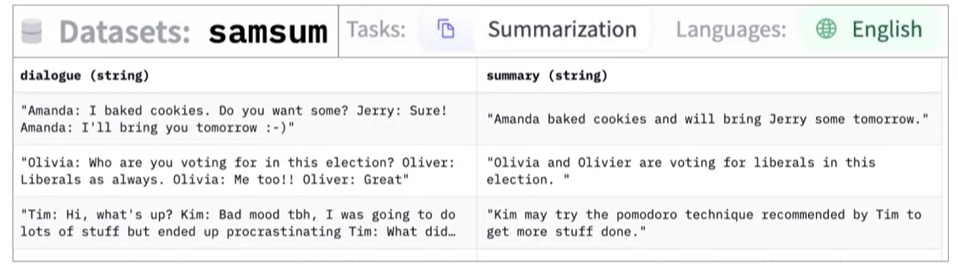 Datasets: samsum Tasks: Summarization Languages: English
dialogue (string) summary (string)
"Amanda: I baked cookies. Do you want some? Jerry: Sure!
Amanda: I'll bring you tomorrow :-)"
"Amanda baked cookies and will bring Jerry some tomorrow."
"Olivia: Who are you voting for in this election? Oliver:
Liberals as always. Olivia: Me too!! Oliver: Great"
"Olivia and Olivier are voting for liberals in this
election. "
"Tim: Hi, what's up? Kim: Bad mood tbh, I was going to do
lots of stuff but ended up procrastinating Tim: What did…
"Kim may try the pomodoro technique recommended by Tim to
get more stuff done."